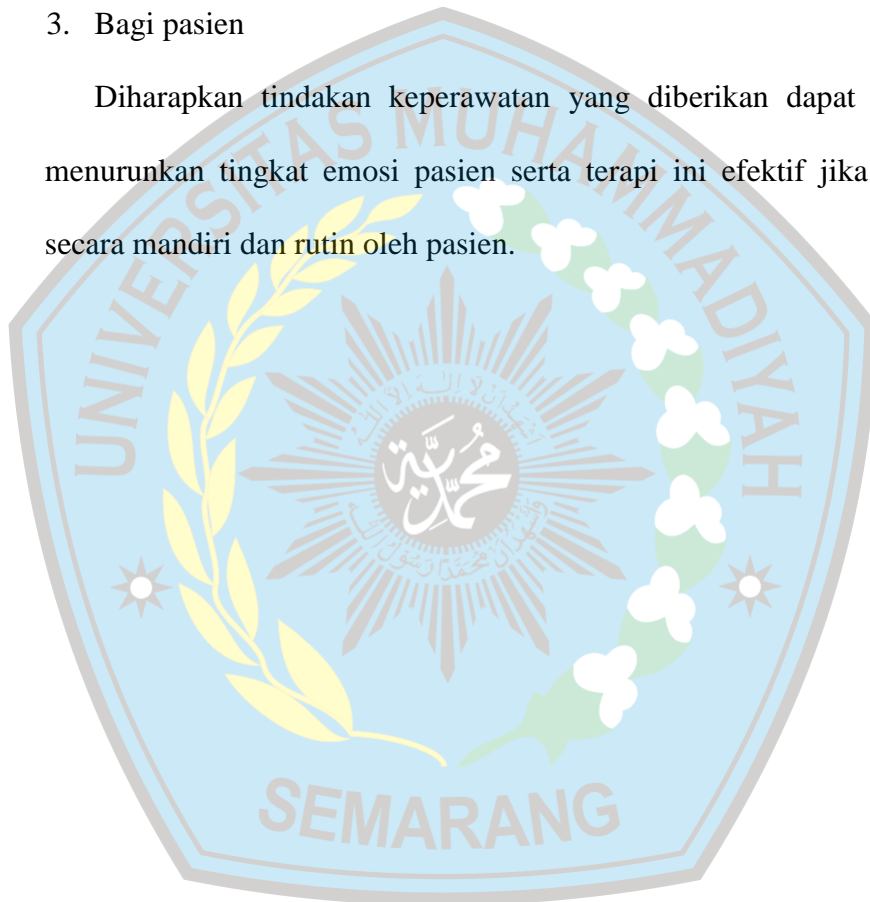 3. Bagi pasien
Diharapkan tindakan keperawatan yang diberikan dapat
menurunkan tingkat emosi pasien serta terapi ini efektif jika
secara mandiri dan rutin oleh pasien.
UNIVERSITAS MUHAMMADIYAH
محمدية
SEMARANG